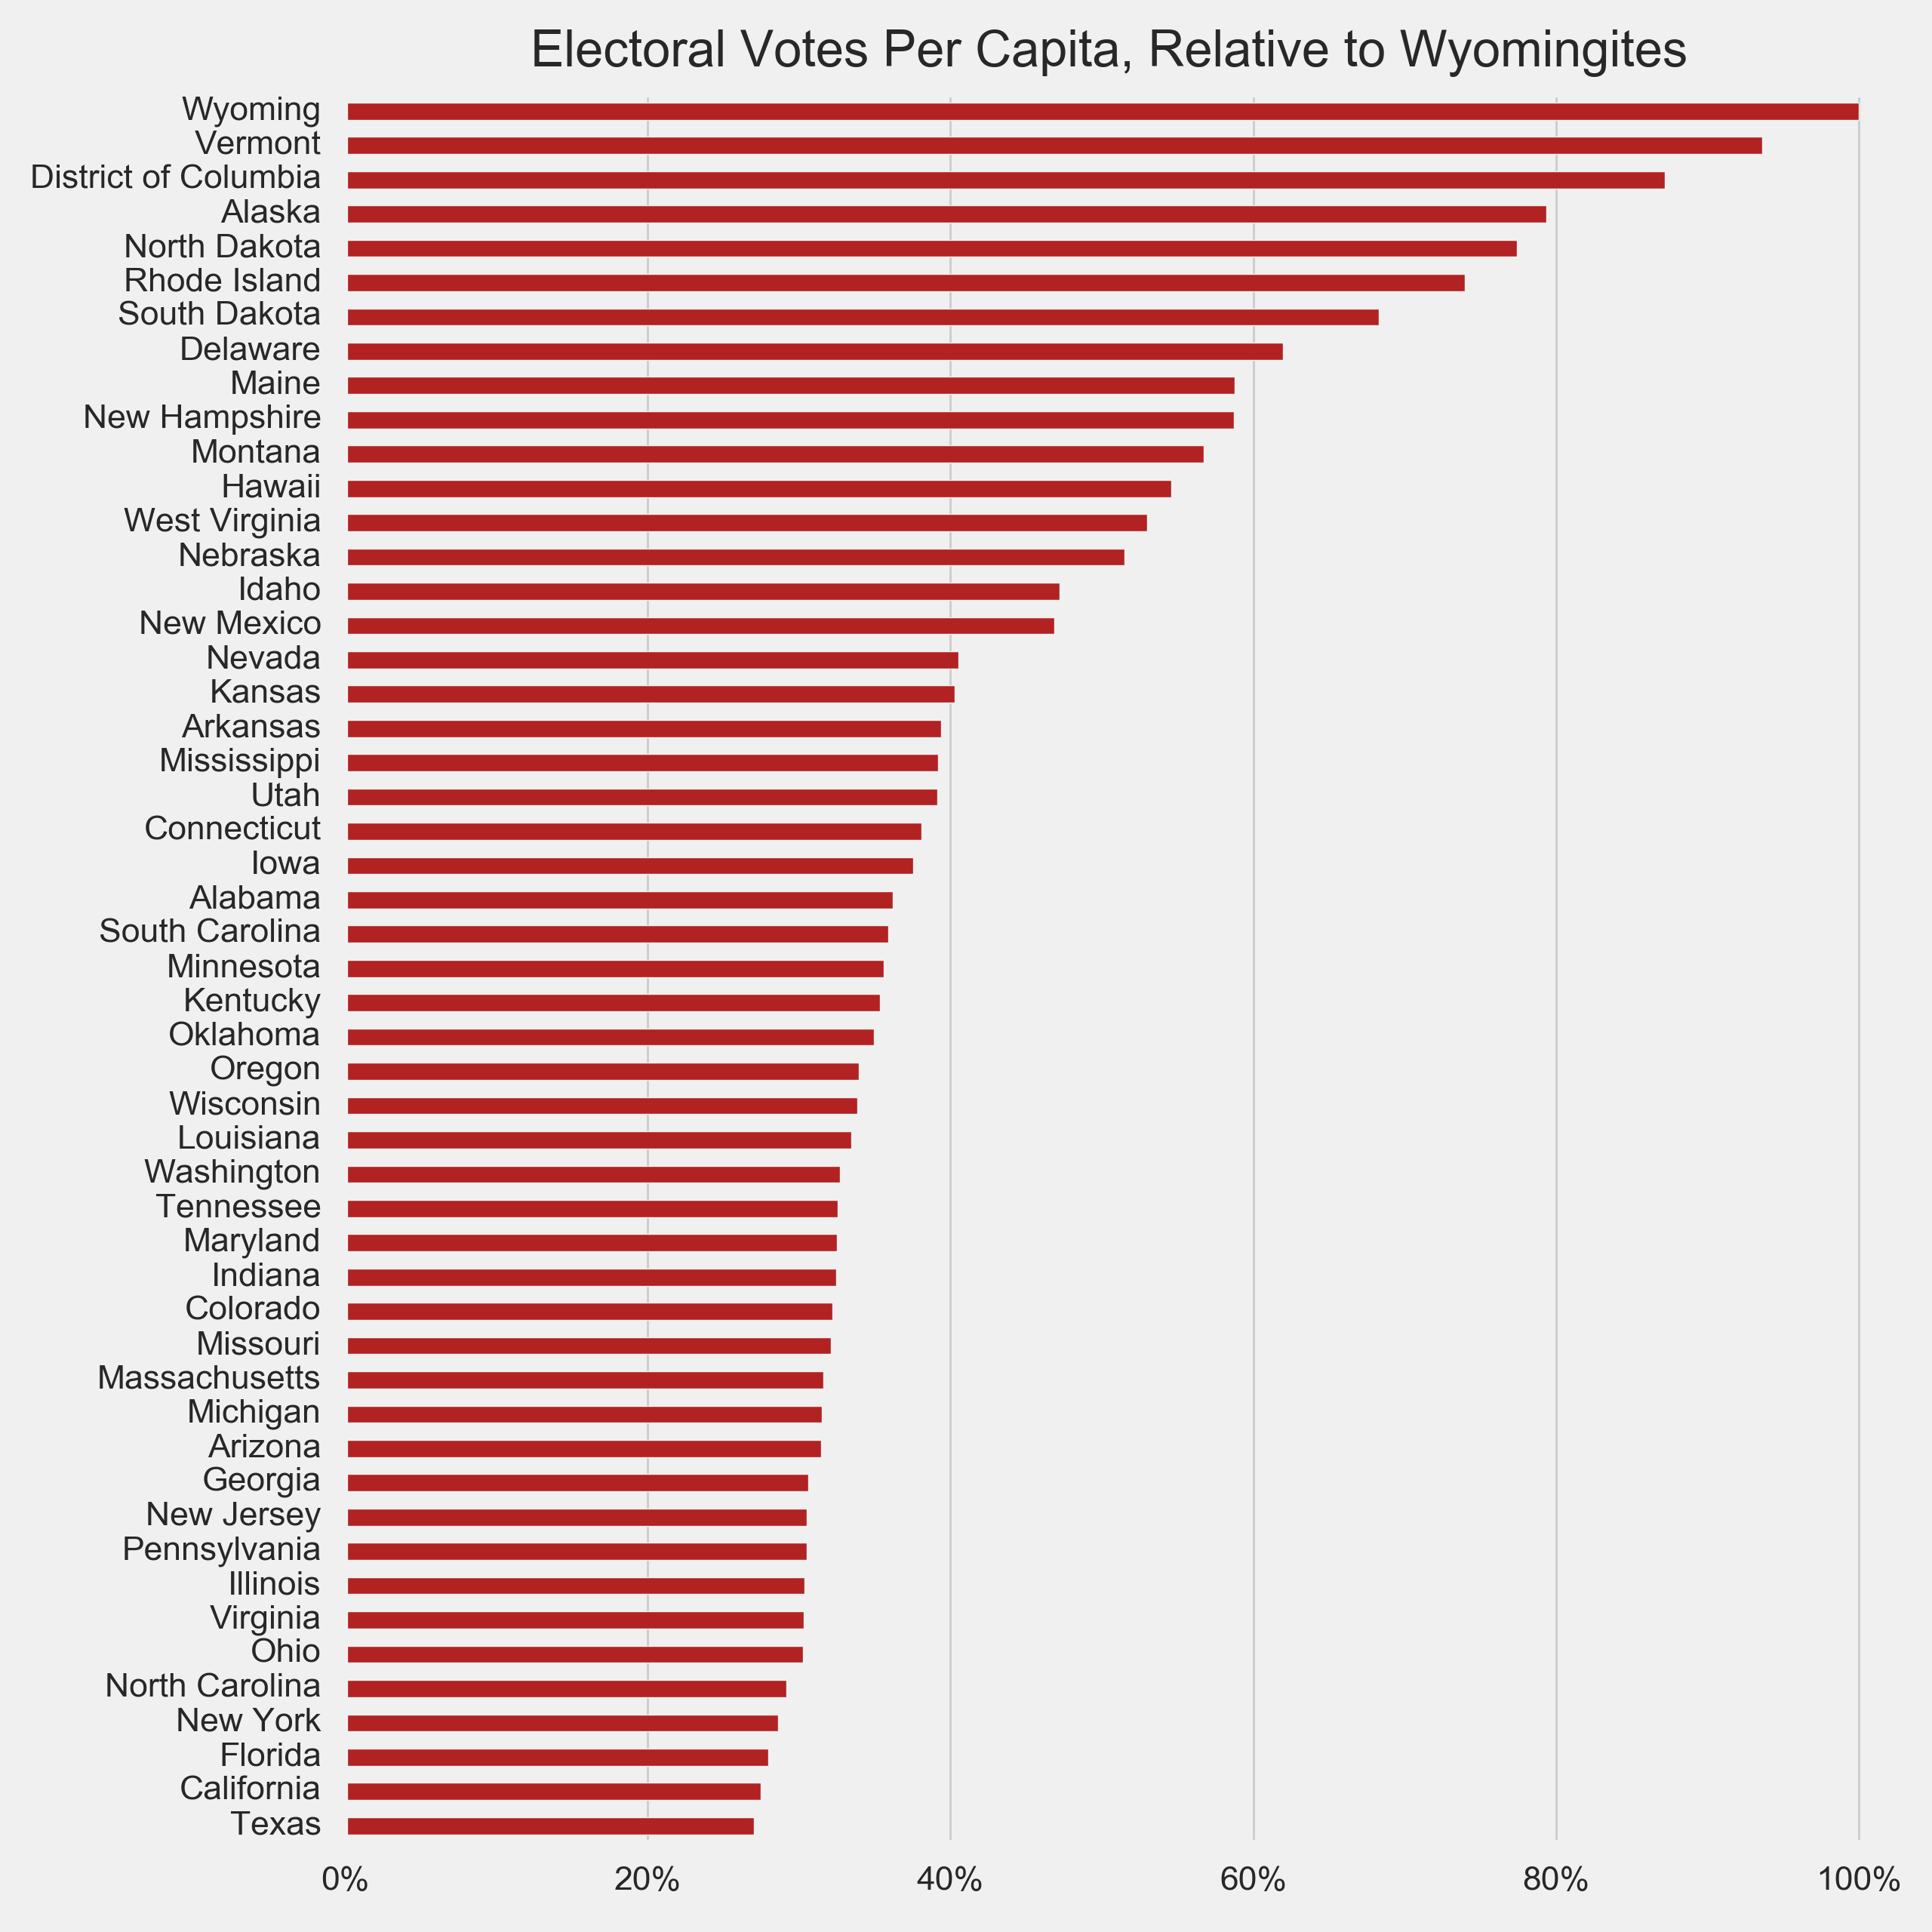 Electoral Votes Per Capita, Relative to Wyomingites
Wyoming
Vermont
District of Columbia
Alaska
North Dakota
Rhode Island
South Dakota
Delaware
Maine
New Hampshire
Montana
Hawaii
West Virginia
Nebraska
Idaho
New Mexico
Nevada
Kansas
Arkansas
Mississippi
Utah
Connecticut
Iowa
Alabama
South Carolina
Minnesota
Kentucky
Oklahoma
Oregon
Wisconsin
Louisiana
Washington
Tennessee
Maryland
Indiana
Colorado
Missouri
Massachusetts
Michigan
Arizona
Georgia
New Jersey
Pennsylvania
Illinois
Virginia
Ohio
North Carolina
New York
Florida
California
Texas
0% 20% 40% 60% 80% 100%